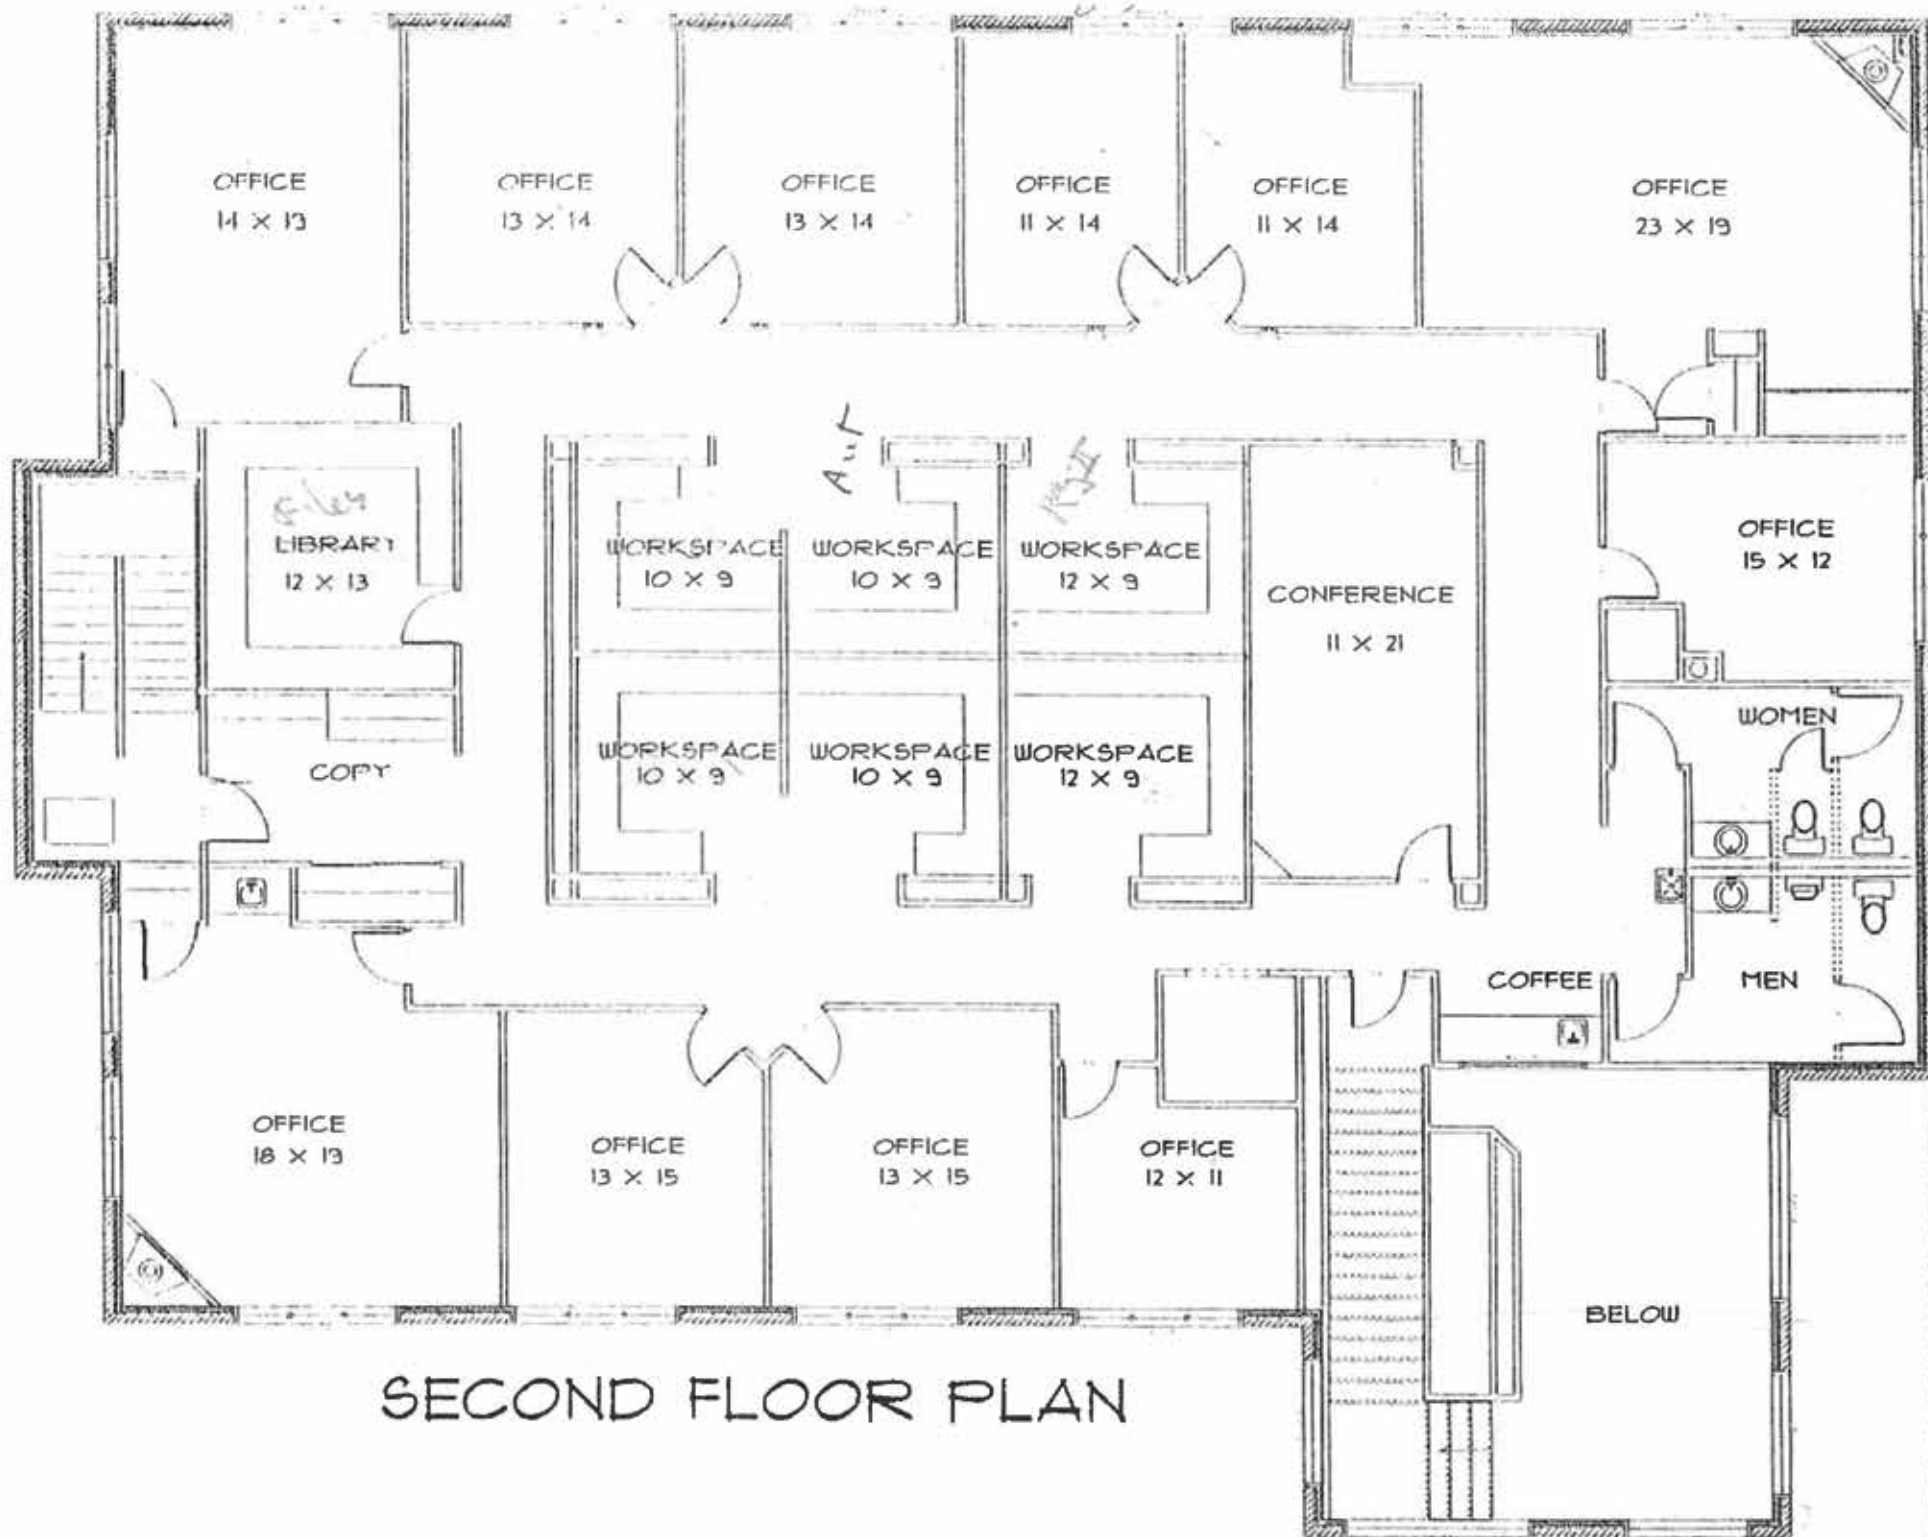 OFFICE
14 X 13
OFFICE
13 X 14
OFFICE
13 X 14
OFFICE
11 X 14
OFFICE
11 X 14
OFFICE
23 X 19
Files
LIBRARY
12 X 13
WORKSPACE
10 X 9
WORKSPACE
10 X 9
WORKSPACE
12 X 9
CONFERENCE
11 X 21
OFFICE
15 X 12
COPY
WORKSPACE
10 X 9
WORKSPACE
10 X 9
WORKSPACE
12 X 9
WOMEN
COFFEE
MEN
OFFICE
18 X 13
OFFICE
13 X 15
OFFICE
13 X 15
OFFICE
12 X 11
BELOW
SECOND FLOOR PLAN